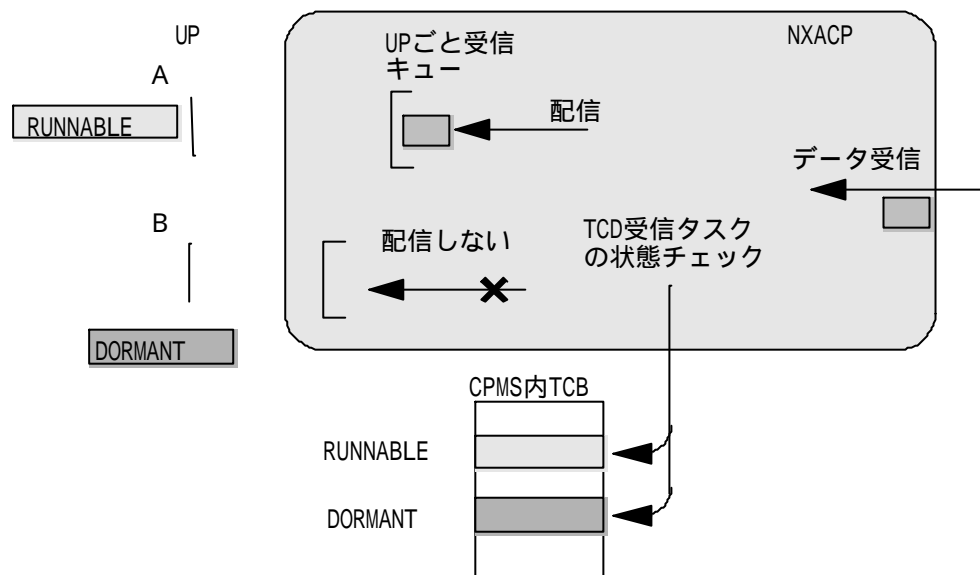 UP
UPごと受信
キュー
NXACP
A
RUNNABLE
配信
データ受信
B
配信しない
TCD受信タスク
の状態チェック
DORMANT
CPMS内TCB
RUNNABLE
DORMANT